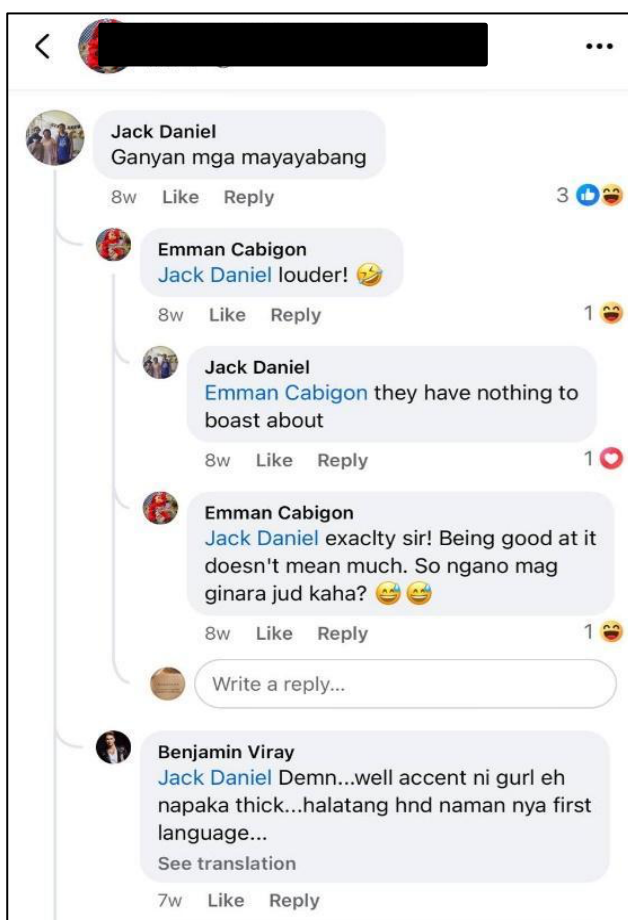 Jack Daniel
Ganyan mga mayayabang
8w Like Reply 3
Emman Cabigon
Jack Daniel louder! 🤣
8w Like Reply 1
Jack Daniel
Emman Cabigon they have nothing to
boast about
8w Like Reply 1
Emman Cabigon
Jack Daniel exaclty sir! Being good at it
doesn't mean much. So ngano mag
ginara jud kaha? 😅 😅
8w Like Reply 1
Write a reply...
Benjamin Viray
Jack Daniel Demn...well accent ni gurl eh
napaka thick...halatang hnd naman nya first
language...
See translation
7w Like Reply